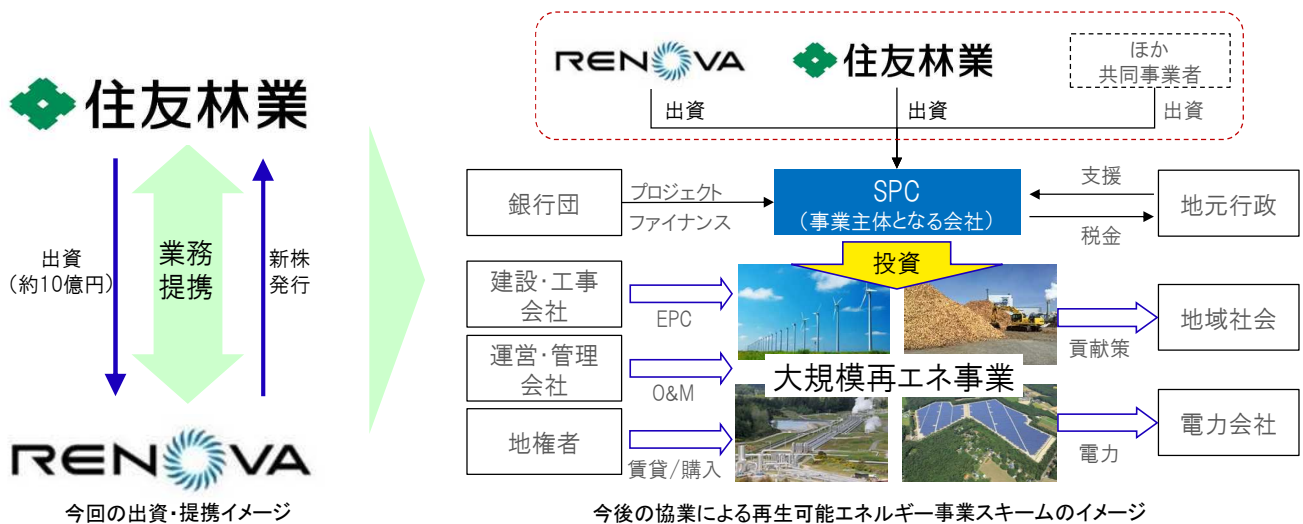 住友林業
出資
(約10億円)
業務
提携
新株
発行
RENOVA
今回の出資・提携イメージ
RENOVA
住友林業
ほか
共同事業者
出資
出資
出資
銀行団
プロジェクト
ファイナンス
SPC
(事業主体となる会社)
支援
税金
地元行政
投資
建設・工事
会社
EPC
運営・管理
会社
O&M
地権者
賃貸/購入
大規模再エネ事業
貢献策
地域社会
電力
電力会社
今後の協業による再生可能エネルギー事業スキームのイメージ